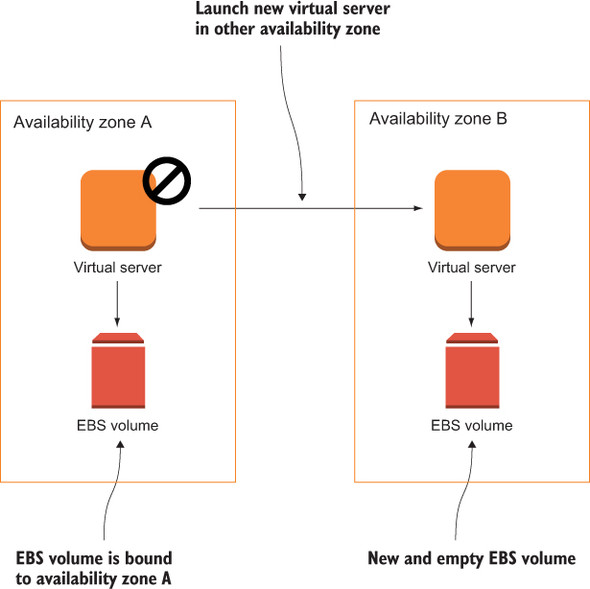 Launch new virtual server
in other availability zone
Availability zone A
Availability zone B
Virtual server
Virtual server
EBS volume
EBS volume
EBS volume is bound
to availability zone A
New and empty EBS volume